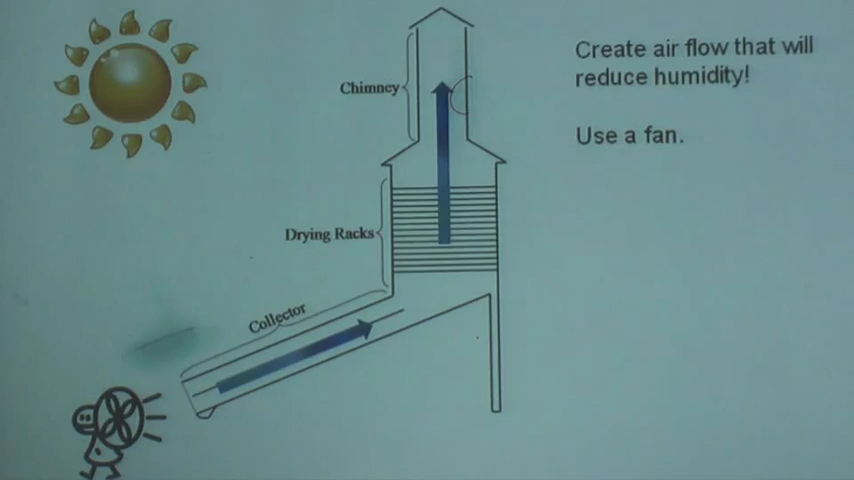 Create air flow that will
reduce humidity!
Use a fan.
Chimney
Drying Racks
Collector